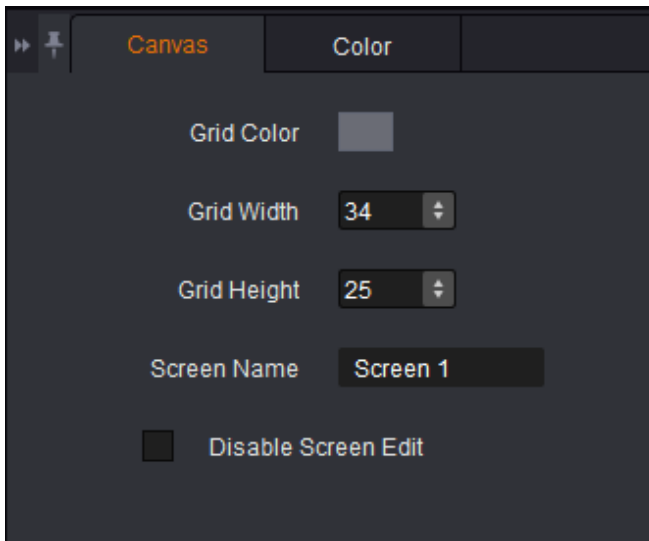 Canvas Color
Grid Color
Grid Width 34
Grid Height 25
Screen Name Screen 1
Disable Screen Edit